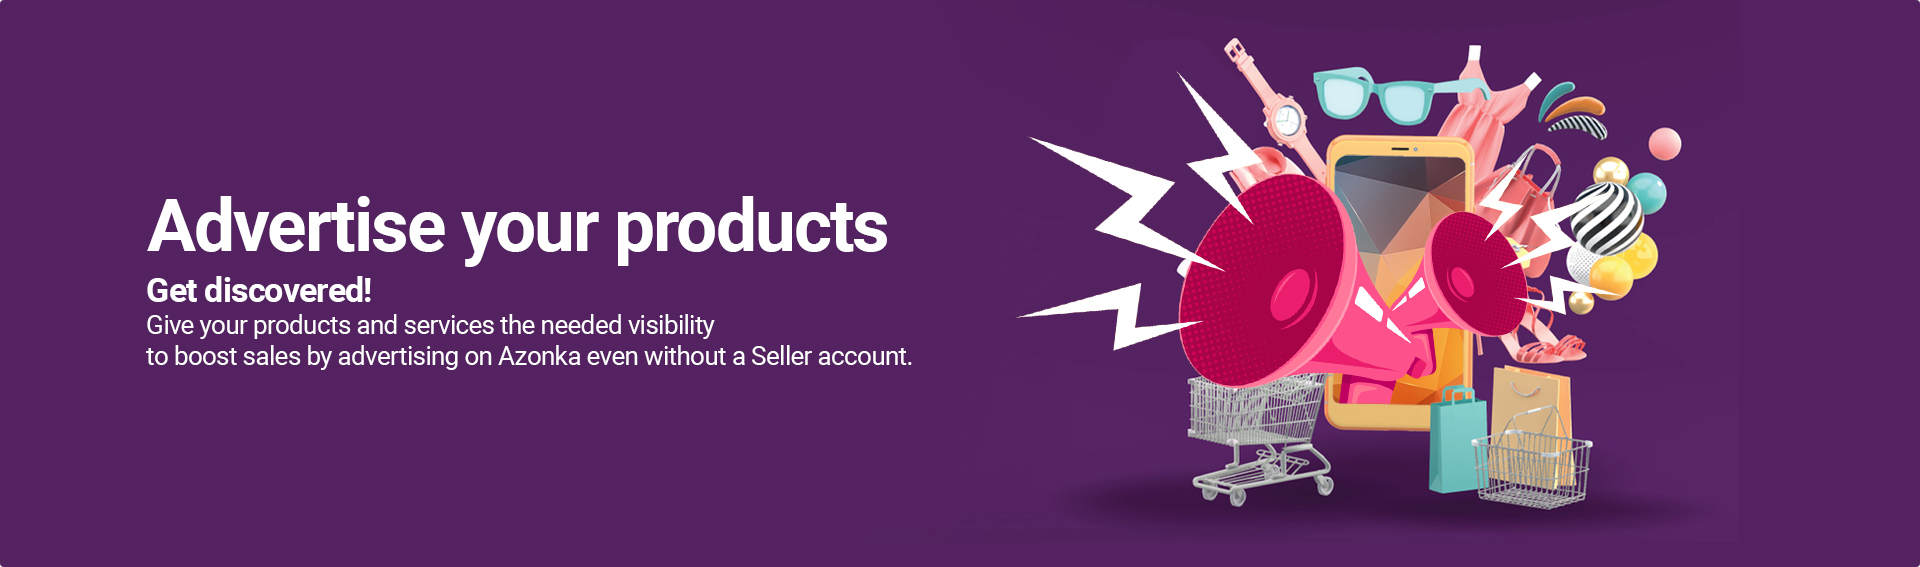 Advertise your products
Get discovered!
Give your products and services the needed visibility
to boost sales by advertising on Azonka even without a Seller account.